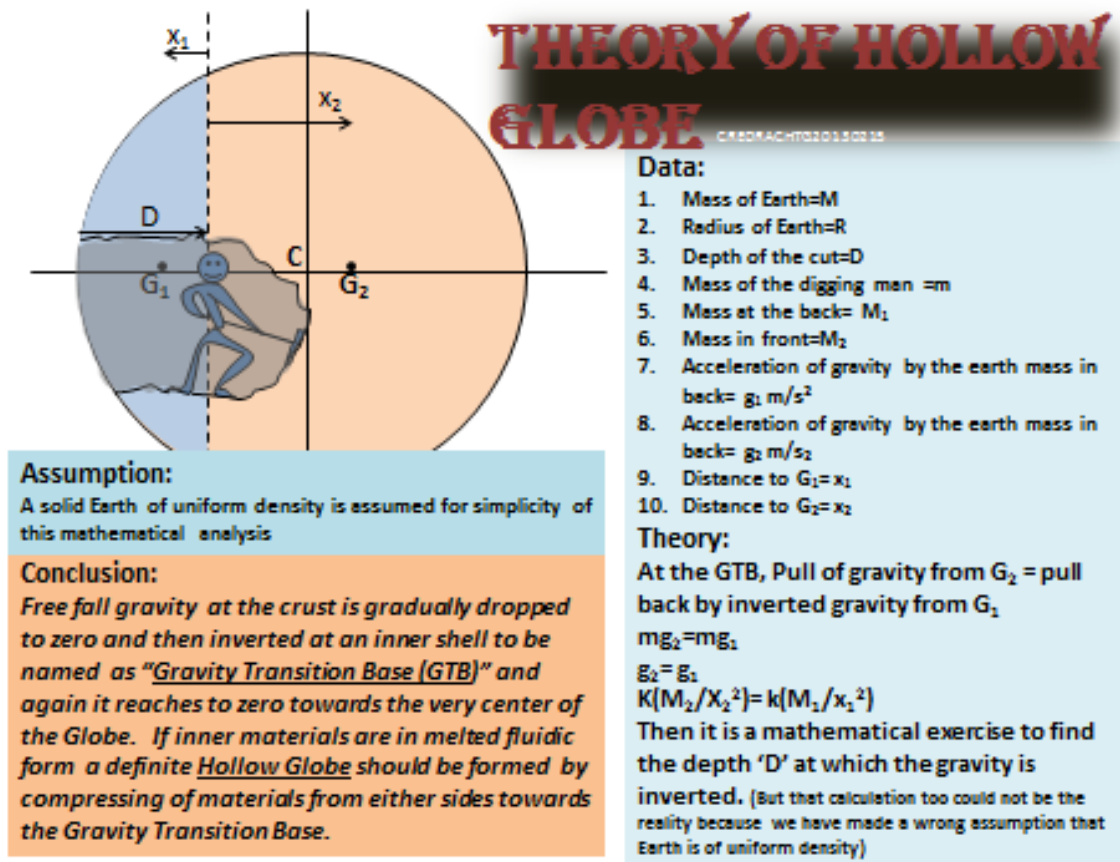 THEORY OF HOLLOW
GLOBE
CREDRACHT020130215
X₁
X₂
D
C
G₁
G₂
Assumption:
A solid Earth of uniform density is assumed for simplicity of
this mathematical analysis
Conclusion:
Free fall gravity at the crust is gradually dropped
to zero and then inverted at an inner shell to be
named as “Gravity Transition Base (GTB)” and
again it reaches to zero towards the very center of
the Globe. If inner materials are in melted fluidic
form a definite Hollow Globe should be formed by
compressing of materials from either sides towards
the Gravity Transition Base.
Data:
1. Mass of Earth=M
2. Radius of Earth=R
3. Depth of the cut=D
4. Mass of the digging man =m
5. Mass at the back= M₁
6. Mass in front=M₂
7. Acceleration of gravity by the earth mass in
back= g₁ m/s²
8. Acceleration of gravity by the earth mass in
back= g₂ m/s₂
9. Distance to G₁= x₁
10. Distance to G₂= x₂
Theory:
At the GTB, Pull of gravity from G₂ = pull
back by inverted gravity from G₁
mg₂=mg₁
g₂= g₁
K(M₂/X₂²)= k(M₁/x₁²)
Then it is a mathematical exercise to find
the depth ‘D’ at which the gravity is
inverted. (But that calculation too could not be the
reality because we have made a wrong assumption that
Earth is of uniform density)